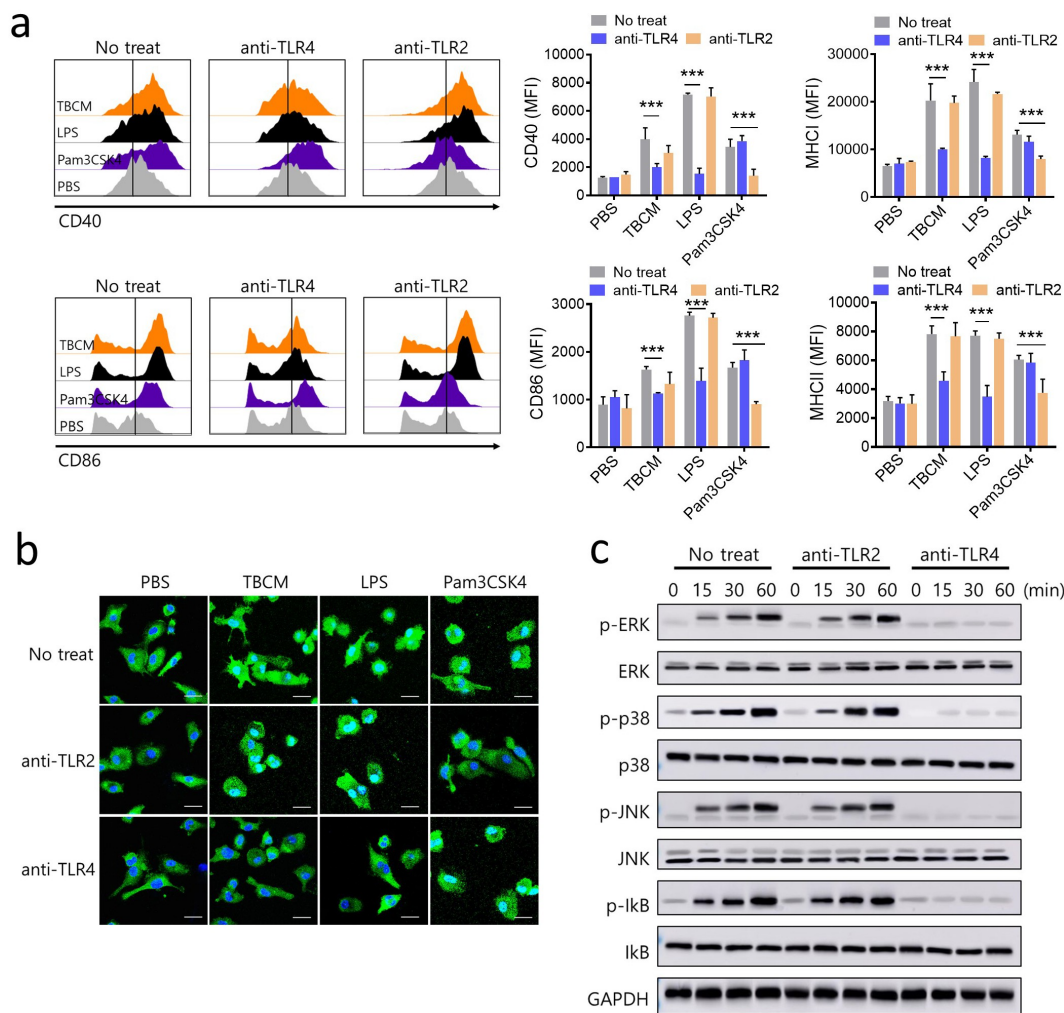 a
No treat anti-TLR4 anti-TLR2
TBCM
LPS
Pam3CSK4
PBS
CD40
No treat
anti-TLR4 anti-TLR2
CD40 (MFI)
10000
8000
6000
4000
2000
0
***
***
***
PBS
TBCM
LPS
Pam3CSK4
No treat
anti-TLR4 anti-TLR2
MHCI (MFI)
30000
20000
10000
0
***
***
***
PBS
TBCM
LPS
Pam3CSK4
No treat anti-TLR4 anti-TLR2
TBCM
LPS
Pam3CSK4
PBS
CD86
No treat
anti-TLR4 anti-TLR2
CD86 (MFI)
3000
2000
1000
0
***
***
***
PBS
TBCM
LPS
Pam3CSK4
No treat
anti-TLR4 anti-TLR2
MHCII (MFI)
10000
8000
6000
4000
2000
0
***
***
***
PBS
TBCM
LPS
Pam3CSK4
b
PBS TBCM LPS Pam3CSK4
No treat
anti-TLR2
anti-TLR4
c
No treat anti-TLR2 anti-TLR4
0 15 30 60 0 15 30 60 0 15 30 60 (min)
p-ERK
ERK
p-p38
p38
p-JNK
JNK
p-IkB
IkB
GAPDH